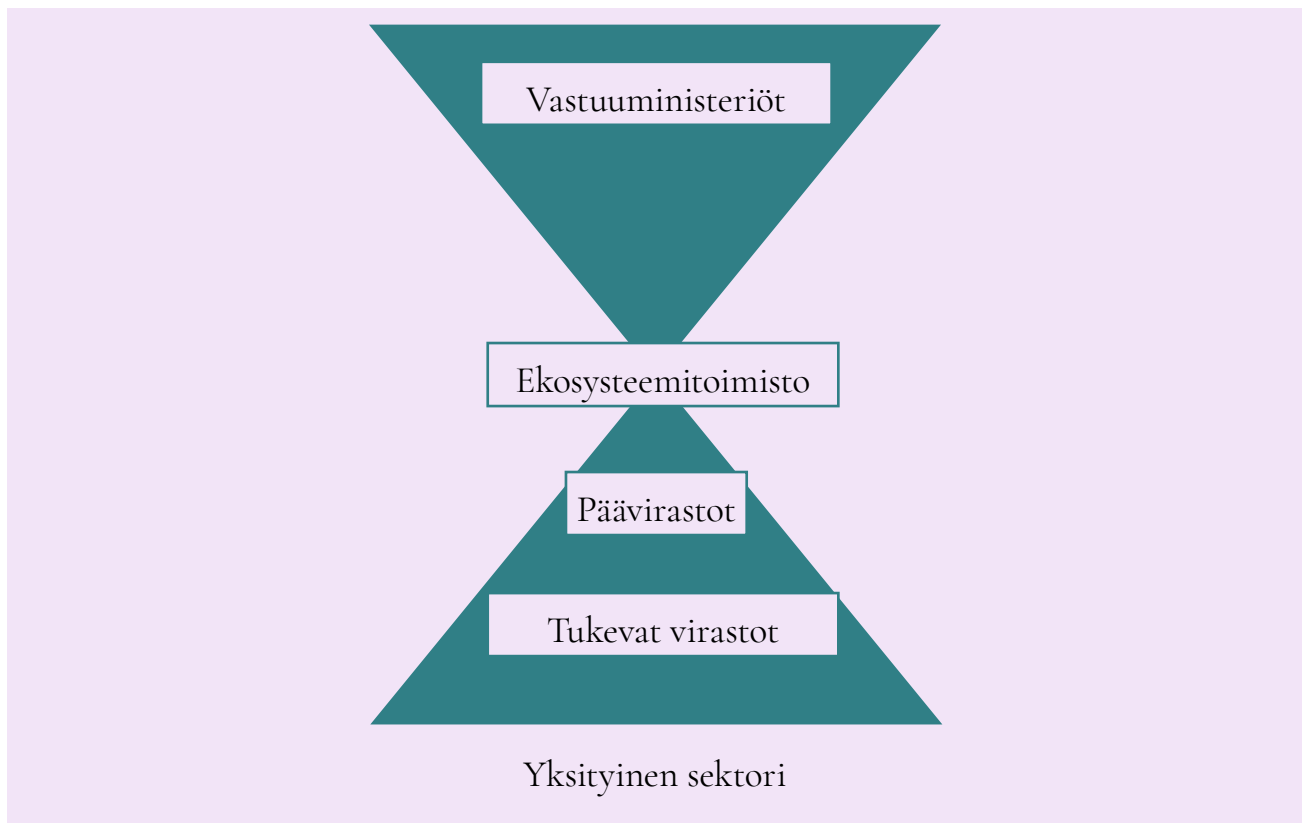 Vastuuministeriöt
Ekosysteemitoimisto
Päävirastot
Tukevat virastot
Yksityinen sektori